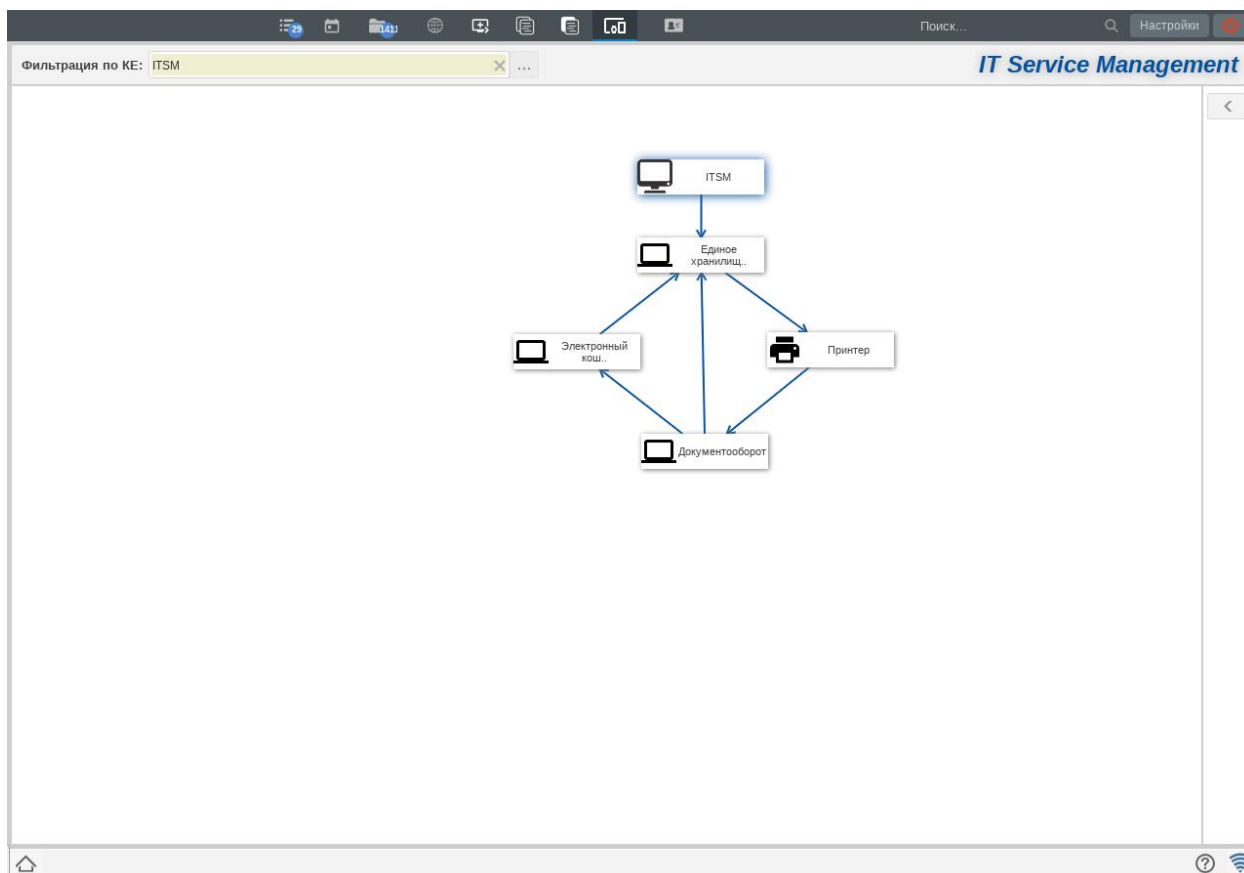 29
1411
Поиск...
Настройки
Фильтрация по КЕ: ITSM
...
IT Service Management
ITSM
Единое
хранилищ..
Электронный
кош..
Принтер
Документооборот